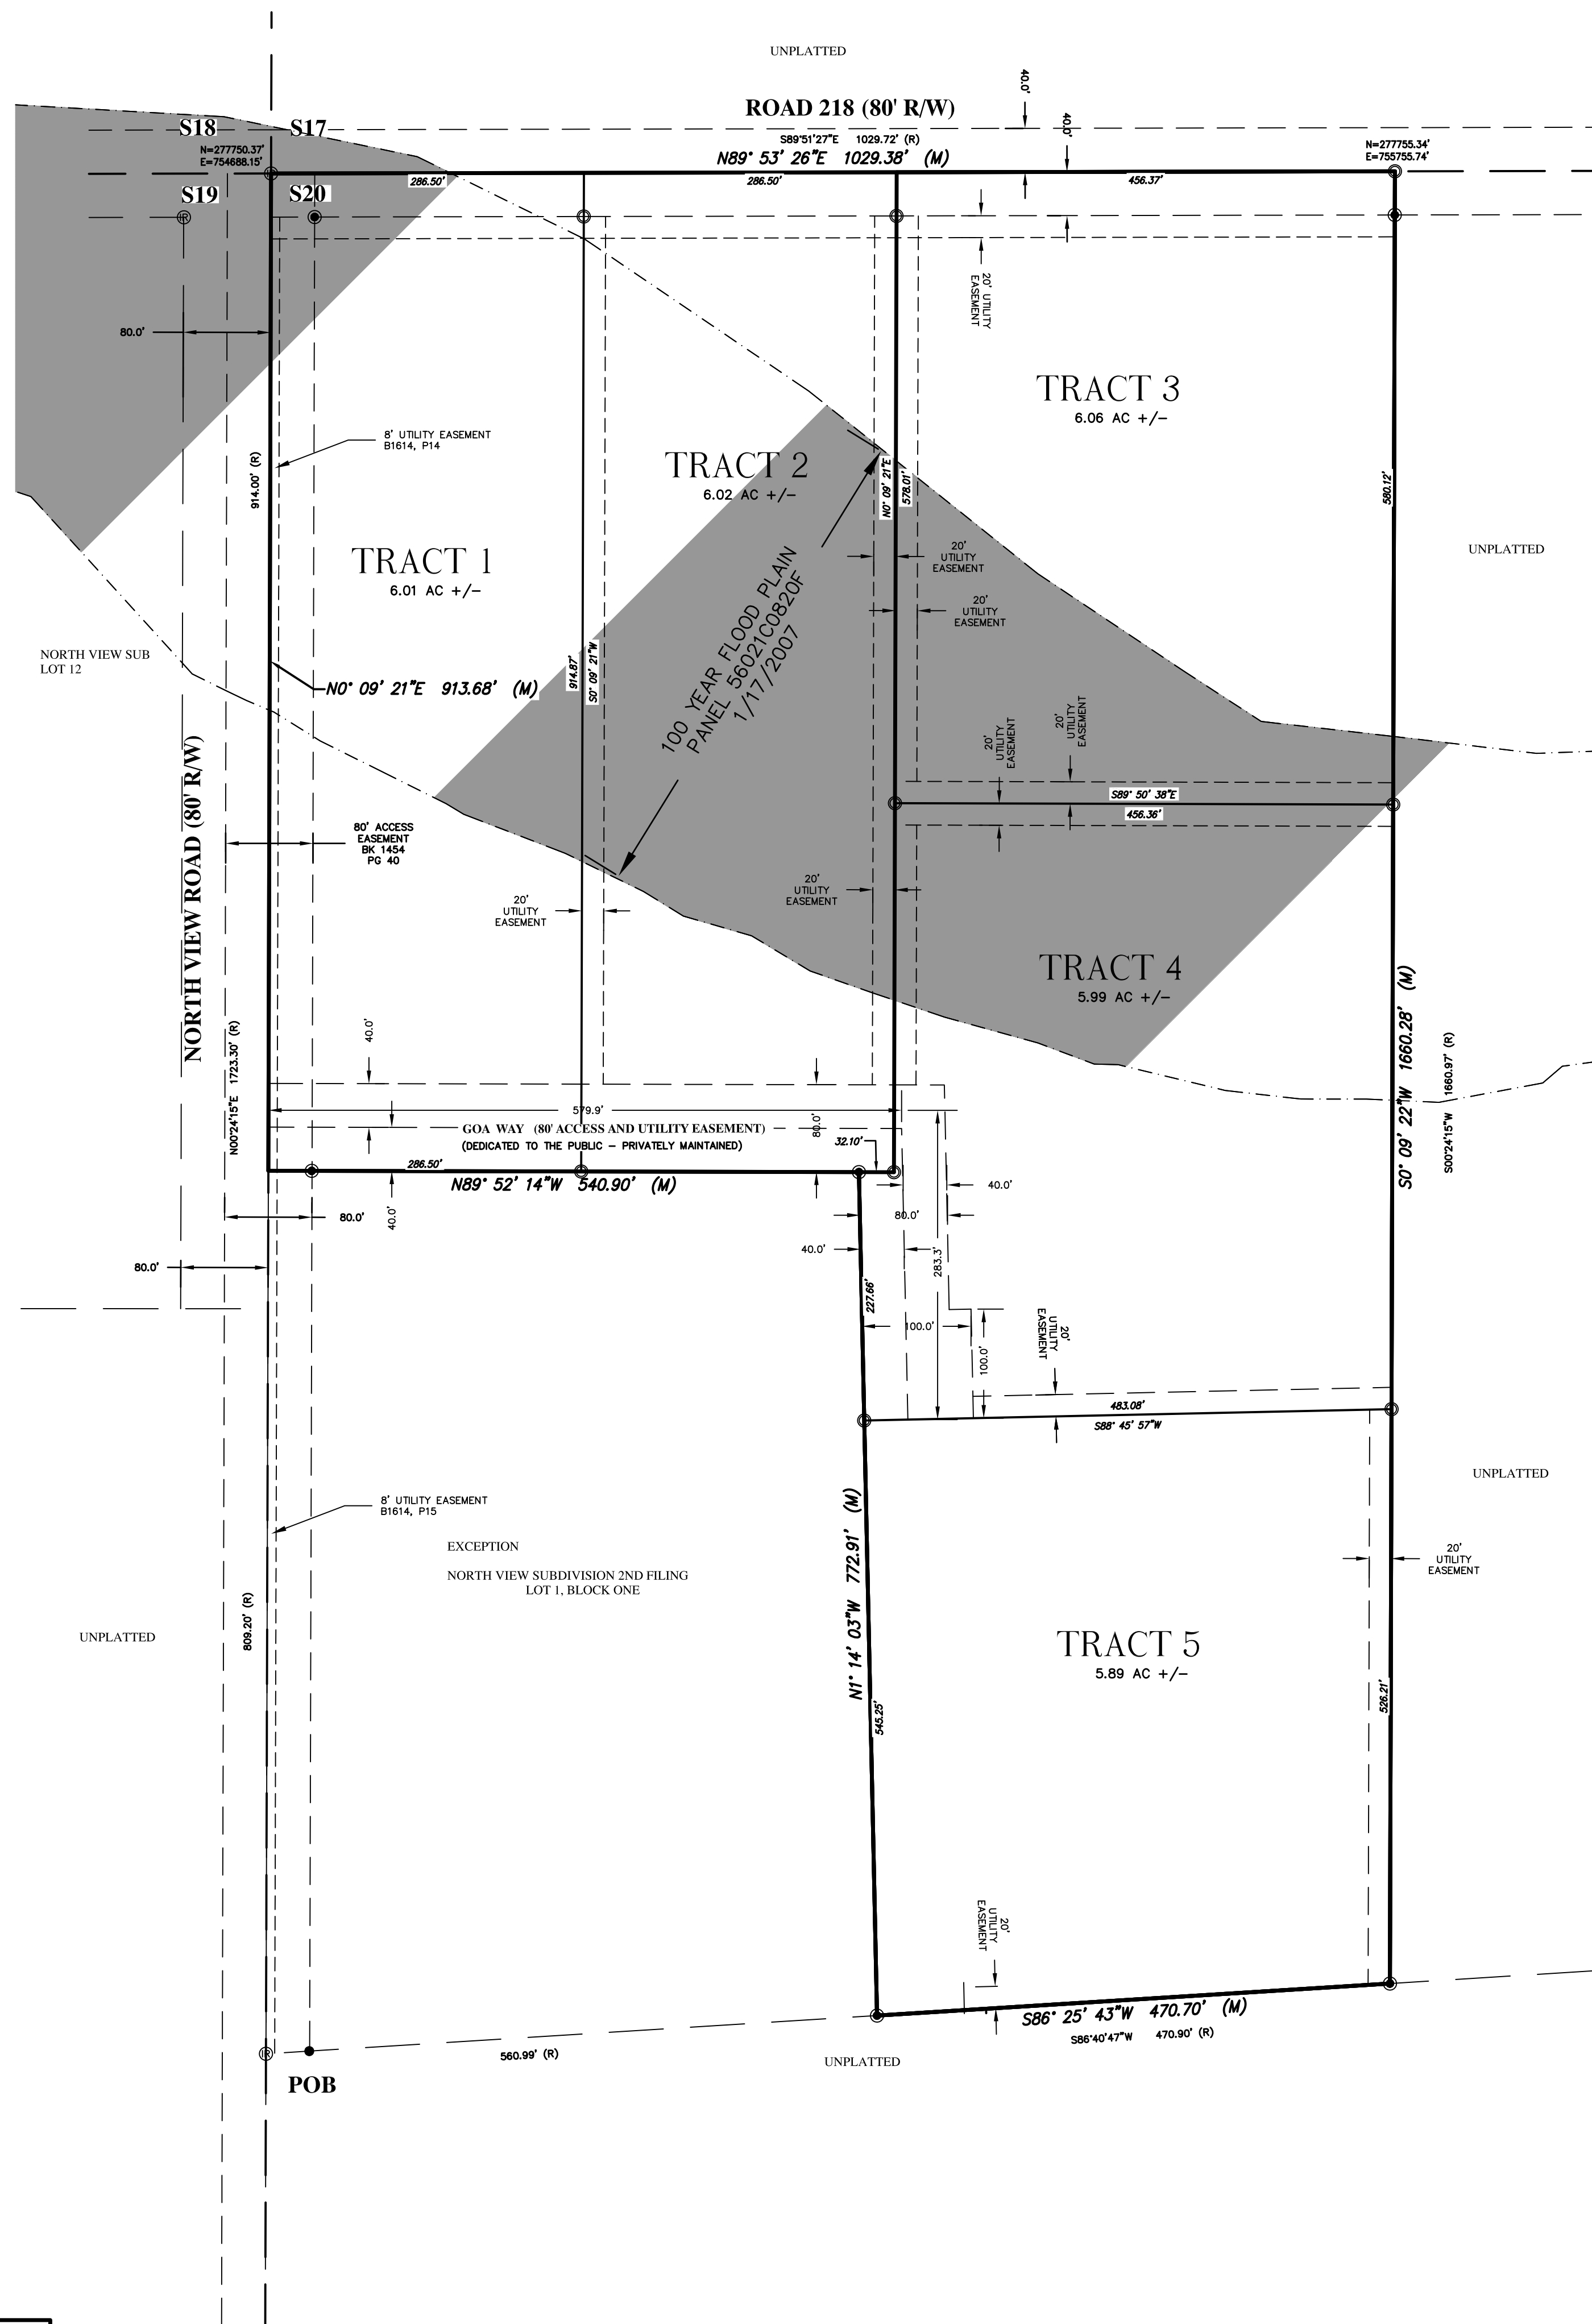 UNPLATTED
40.0'
ROAD 218 (80' R/W)
40.0'
S18
S17
S89°51'27"E 1029.72' (R)
N89° 53' 26"E 1029.38' (M)
N=277750.37'
E=754688.15'
N=277755.34'
E=755755.74'
286.50'
286.50'
456.37'
S19
S20
20' UTILITY
EASEMENT
80.0'
TRACT 3
6.06 AC +/-
8' UTILITY EASEMENT
B1614, P14
914.00' (R)
TRACT 2
6.02 AC +/-
N0° 09' 21"E
578.01'
580.12'
UNPLATTED
TRACT 1
6.01 AC +/-
100 YEAR FLOOD PLAIN
PANEL 56021C0820F
1/17/2007
20'
UTILITY
EASEMENT
20'
UTILITY
EASEMENT
NORTH VIEW SUB
LOT 12
914.87'
S0° 09' 21"W
N0° 09' 21"E 913.68' (M)
20'
UTILITY
EASEMENT
20'
UTILITY
EASEMENT
S89° 50' 38"E
456.36'
NORTH VIEW ROAD (80' R/W)
80' ACCESS
EASEMENT
BK 1454
PG 40
20'
UTILITY
EASEMENT
20'
UTILITY
EASEMENT
TRACT 4
5.99 AC +/-
N00°24'15"E 1723.30' (R)
40.0'
S0° 09' 22"W 1660.28' (M)
S00°24'15"W 1660.97' (R)
579.9'
GOA WAY (80' ACCESS AND UTILITY EASEMENT)
(DEDICATED TO THE PUBLIC - PRIVATELY MAINTAINED)
80.0'
32.10'
286.50'
N89° 52' 14"W 540.90' (M)
40.0'
80.0'
40.0'
80.0'
40.0'
283.3'
80.0'
227.66'
100.0'
100.0'
20'
UTILITY
EASEMENT
483.08'
S88° 45' 57"W
UNPLATTED
8' UTILITY EASEMENT
B1614, P15
EXCEPTION
NORTH VIEW SUBDIVISION 2ND FILING
LOT 1, BLOCK ONE
N1° 14' 03"W 772.91' (M)
20'
UTILITY
EASEMENT
UNPLATTED
809.20' (R)
TRACT 5
5.89 AC +/-
545.25'
526.21'
20'
UTILITY
EASEMENT
S86° 25' 43"W 470.70' (M)
S86°40'47"W 470.90' (R)
560.99' (R)
UNPLATTED
POB